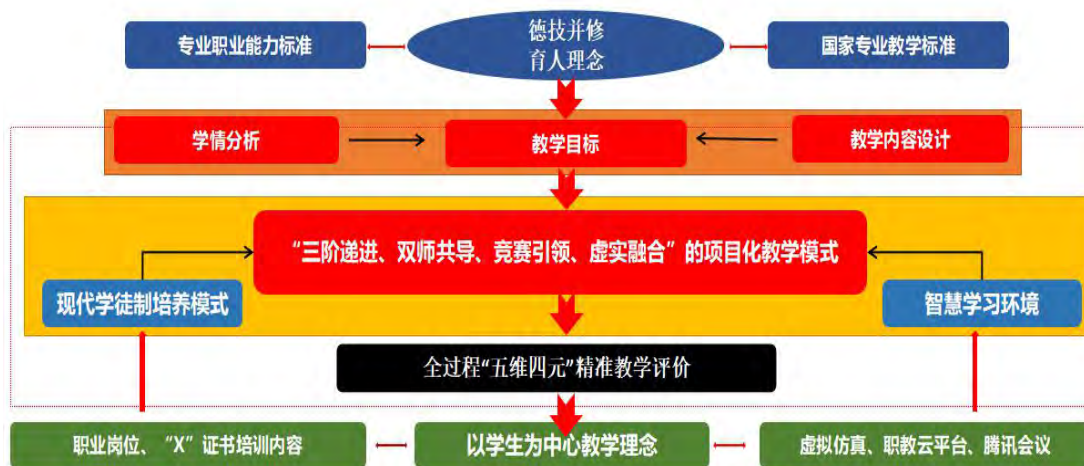 专业职业能力标准
德技并修
育人理念
国家专业教学标准
学情分析
教学目标
教学内容设计
“三阶递进、双师共导、竞赛引领、虚实融合”的项目化教学模式
现代学徒制培养模式
智慧学习环境
全过程“五维四元”精准教学评价
职业岗位、“X”证书培训内容
以学生为中心教学理念
虚拟仿真、职教云平台、腾讯会议